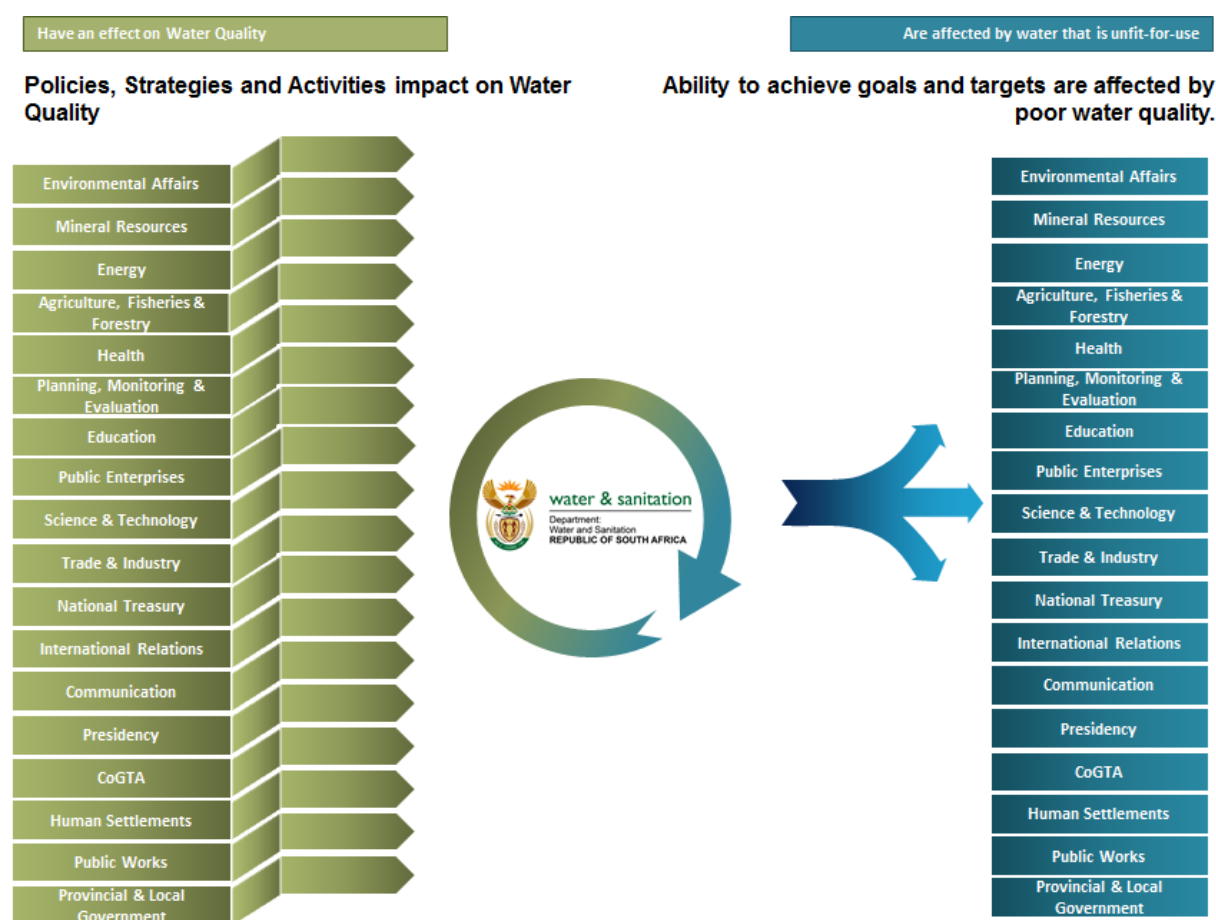 Have an effect on Water Quality
Are affected by water that is unfit-for-use
Policies, Strategies and Activities impact on Water
Quality
Ability to achieve goals and targets are affected by
poor water quality.
Environmental Affairs
Mineral Resources
Energy
Agriculture, Fisheries &
Forestry
Health
Planning, Monitoring &
Evaluation
Education
Public Enterprises
Science & Technology
Trade & Industry
National Treasury
International Relations
Communication
Presidency
CoGTA
Human Settlements
Public Works
Provincial & Local
Government
water & sanitation
Department:
Water and Sanitation
REPUBLIC OF SOUTH AFRICA
Environmental Affairs
Mineral Resources
Energy
Agriculture, Fisheries &
Forestry
Health
Planning, Monitoring &
Evaluation
Education
Public Enterprises
Science & Technology
Trade & Industry
National Treasury
International Relations
Communication
Presidency
CoGTA
Human Settlements
Public Works
Provincial & Local
Government